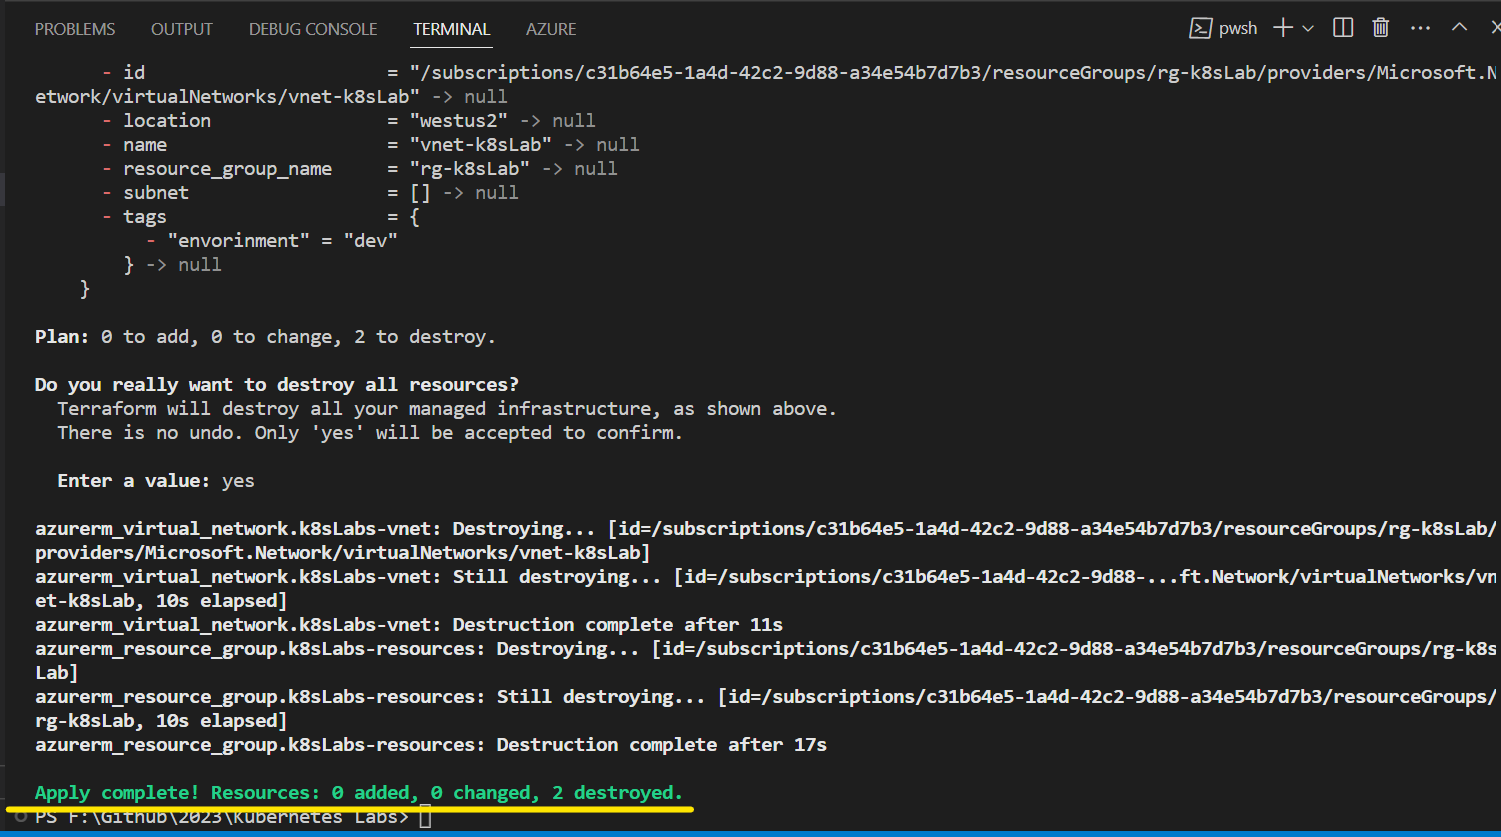 PROBLEMS OUTPUT DEBUG CONSOLE TERMINAL AZURE pwsh
- id = "/subscriptions/c31b64e5-1a4d-42c2-9d88-a34e54b7d7b3/resourceGroups/rg-k8sLab/providers/Microsoft.N
etwork/virtualNetworks/vnet-k8sLab" -> null
- location = "westus2" -> null
- name = "vnet-k8sLab" -> null
- resource_group_name = "rg-k8sLab" -> null
- subnet = [] -> null
- tags = {
- "envorinment" = "dev"
} -> null
}
Plan: 0 to add, 0 to change, 2 to destroy.
Do you really want to destroy all resources?
Terraform will destroy all your managed infrastructure, as shown above.
There is no undo. Only 'yes' will be accepted to confirm.
Enter a value: yes
azurerm_virtual_network.k8sLabs-vnet: Destroying... [id=/subscriptions/c31b64e5-1a4d-42c2-9d88-a34e54b7d7b3/resourceGroups/rg-k8sLab/
providers/Microsoft.Network/virtualNetworks/vnet-k8sLab]
azurerm_virtual_network.k8sLabs-vnet: Still destroying... [id=/subscriptions/c31b64e5-1a4d-42c2-9d88-...ft.Network/virtualNetworks/vn
et-k8sLab, 10s elapsed]
azurerm_virtual_network.k8sLabs-vnet: Destruction complete after 11s
azurerm_resource_group.k8sLabs-resources: Destroying... [id=/subscriptions/c31b64e5-1a4d-42c2-9d88-a34e54b7d7b3/resourceGroups/rg-k8s
Lab]
azurerm_resource_group.k8sLabs-resources: Still destroying... [id=/subscriptions/c31b64e5-1a4d-42c2-9d88-a34e54b7d7b3/resourceGroups/
rg-k8sLab, 10s elapsed]
azurerm_resource_group.k8sLabs-resources: Destruction complete after 17s
Apply complete! Resources: 0 added, 0 changed, 2 destroyed.
PS F:\Github\2023\Kubernetes Labs>